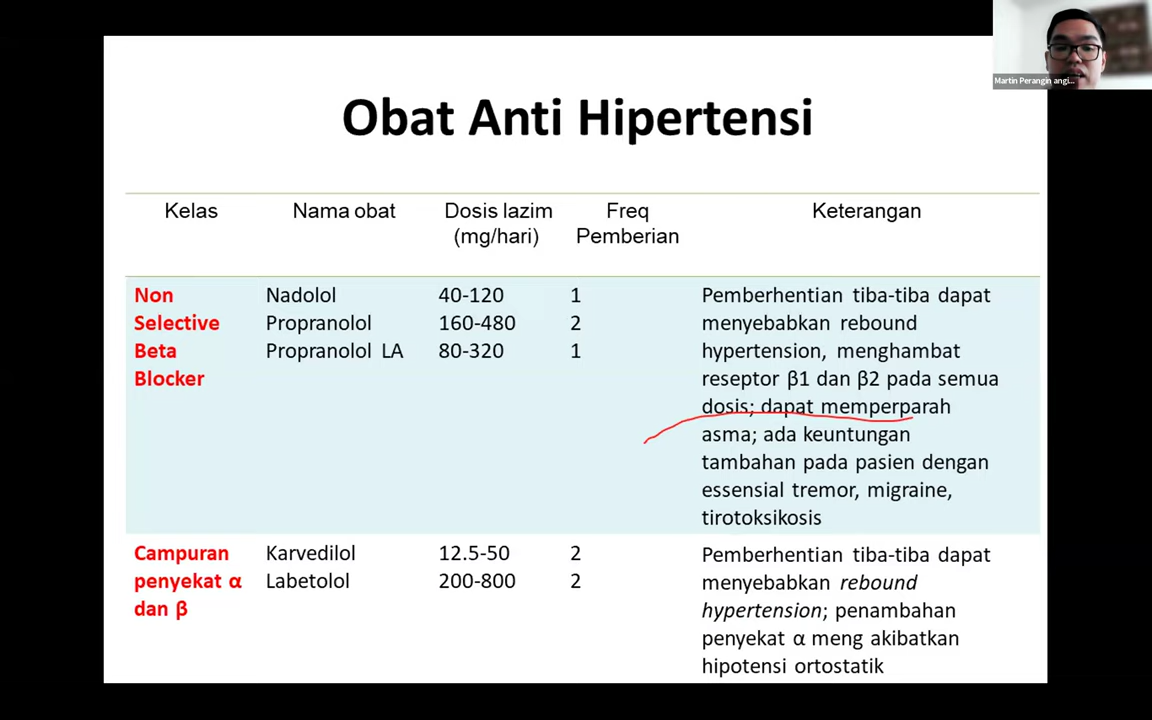 Martin Perangin angi...
Obat Anti Hipertensi
Kelas Nama obat Dosis lazim (mg/hari) Freq Pemberian Keterangan
Non Selective Beta Blocker
Nadolol 40-120 1
Propranolol 160-480 2
Propranolol LA 80-320 1
Pemberhentian tiba-tiba dapat
menyebabkan rebound
hypertension, menghambat
reseptor β1 dan β2 pada semua
dosis; dapat memperparah
asma; ada keuntungan
tambahan pada pasien dengan
essensial tremor, migraine,
tirotoksikosis
Campuran penyekat α dan β
Karvedilol 12.5-50 2
Labetolol 200-800 2
Pemberhentian tiba-tiba dapat
menyebabkan rebound
hypertension; penambahan
penyekat α meng akibatkan
hipotensi ortostatik